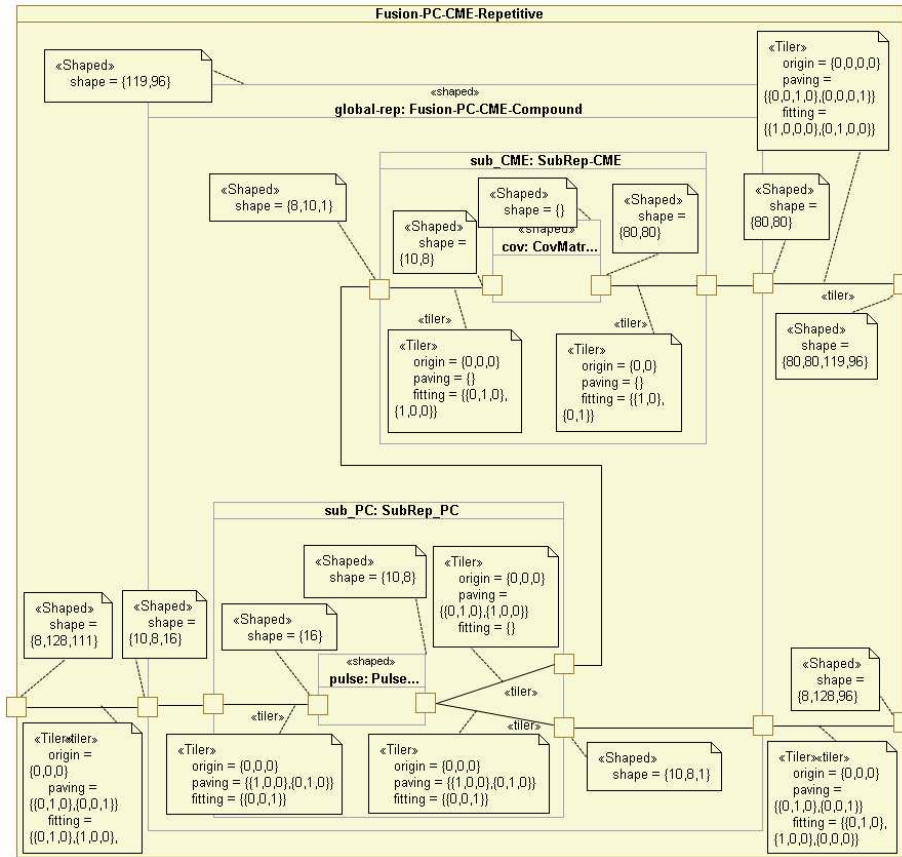 Fusion-PC-CME-Repetitive
«Shaped»
shape = {119,96}
«Tiler»
origin = {0,0,0,0}
paving =
{{0,0,1,0},{0,0,0,1}}
fitting =
{{1,0,0,0},{0,1,0,0}}
«shaped»
global-rep: Fusion-PC-CME-Compound
sub_CME: SubRep-CME
«Shaped»
shape = {8,10,1}
«Shaped»
shape = {}
«Shaped»
shape =
{80,80}
«Shaped»
shape =
{80,80}
«Shaped»
shape =
{10,8}
«shaped»
cov: CovMatr...
«tiler»
«tiler»
«tiler»
«Shaped»
shape =
{80,80,119,96}
«Tiler»
origin = {0,0,0}
paving = {}
fitting = {{0,1,0},
{1,0,0}}
«Tiler»
origin = {0,0}
paving = {}
fitting = {{1,0},
{0,1}}
sub_PC: SubRep_PC
«Shaped»
shape = {10,8}
«Tiler»
origin = {0,0,0}
paving =
{{0,1,0},{1,0,0}}
fitting = {}
«Shaped»
shape =
{8,128,111}
«Shaped»
shape =
{10,8,16}
«Shaped»
shape = {16}
«shaped»
pulse: Pulse...
«Shaped»
shape =
{8,128,96}
«tiler»
«tiler»
«tiler»
«Tiler»
«tiler»
origin =
{0,0,0}
paving =
{{0,1,0},{0,0,1}}
fitting =
{{0,1,0},{1,0,0},
«Tiler»
origin = {0,0,0}
paving = {{1,0,0},{0,1,0}}
fitting = {{0,0,1}}
«Tiler»
origin = {0,0,0}
paving = {{1,0,0},{0,1,0}}
fitting = {{0,0,1}}
«Shaped»
shape = {10,8,1}
«Tiler»
«tiler»
origin = {0,0,0}
paving =
{{0,1,0},{0,0,1}}
fitting = {{0,1,0},
{1,0,0},{0,0,0}}